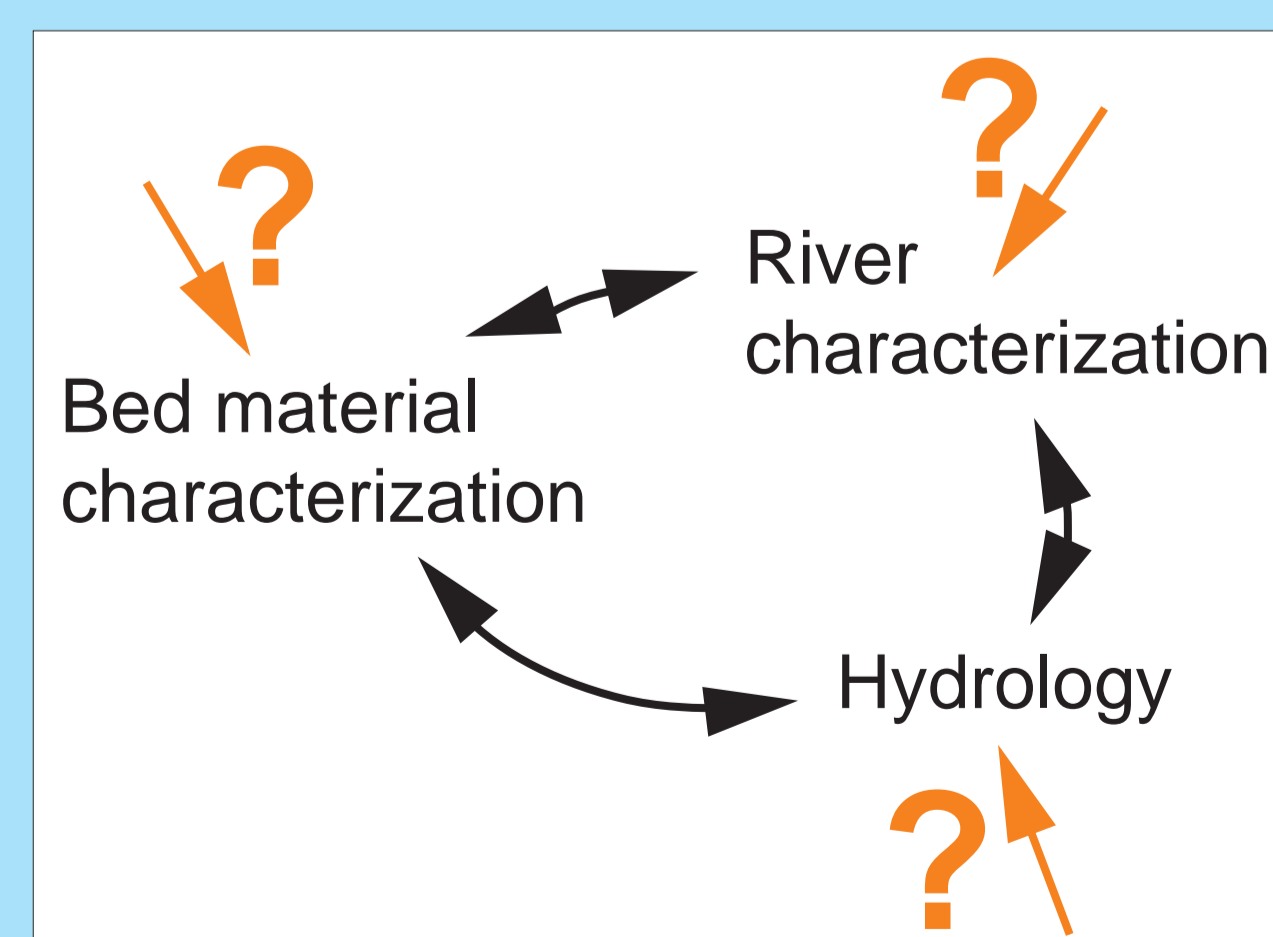 ?
?
River
characterization
Bed material
characterization
Hydrology
?